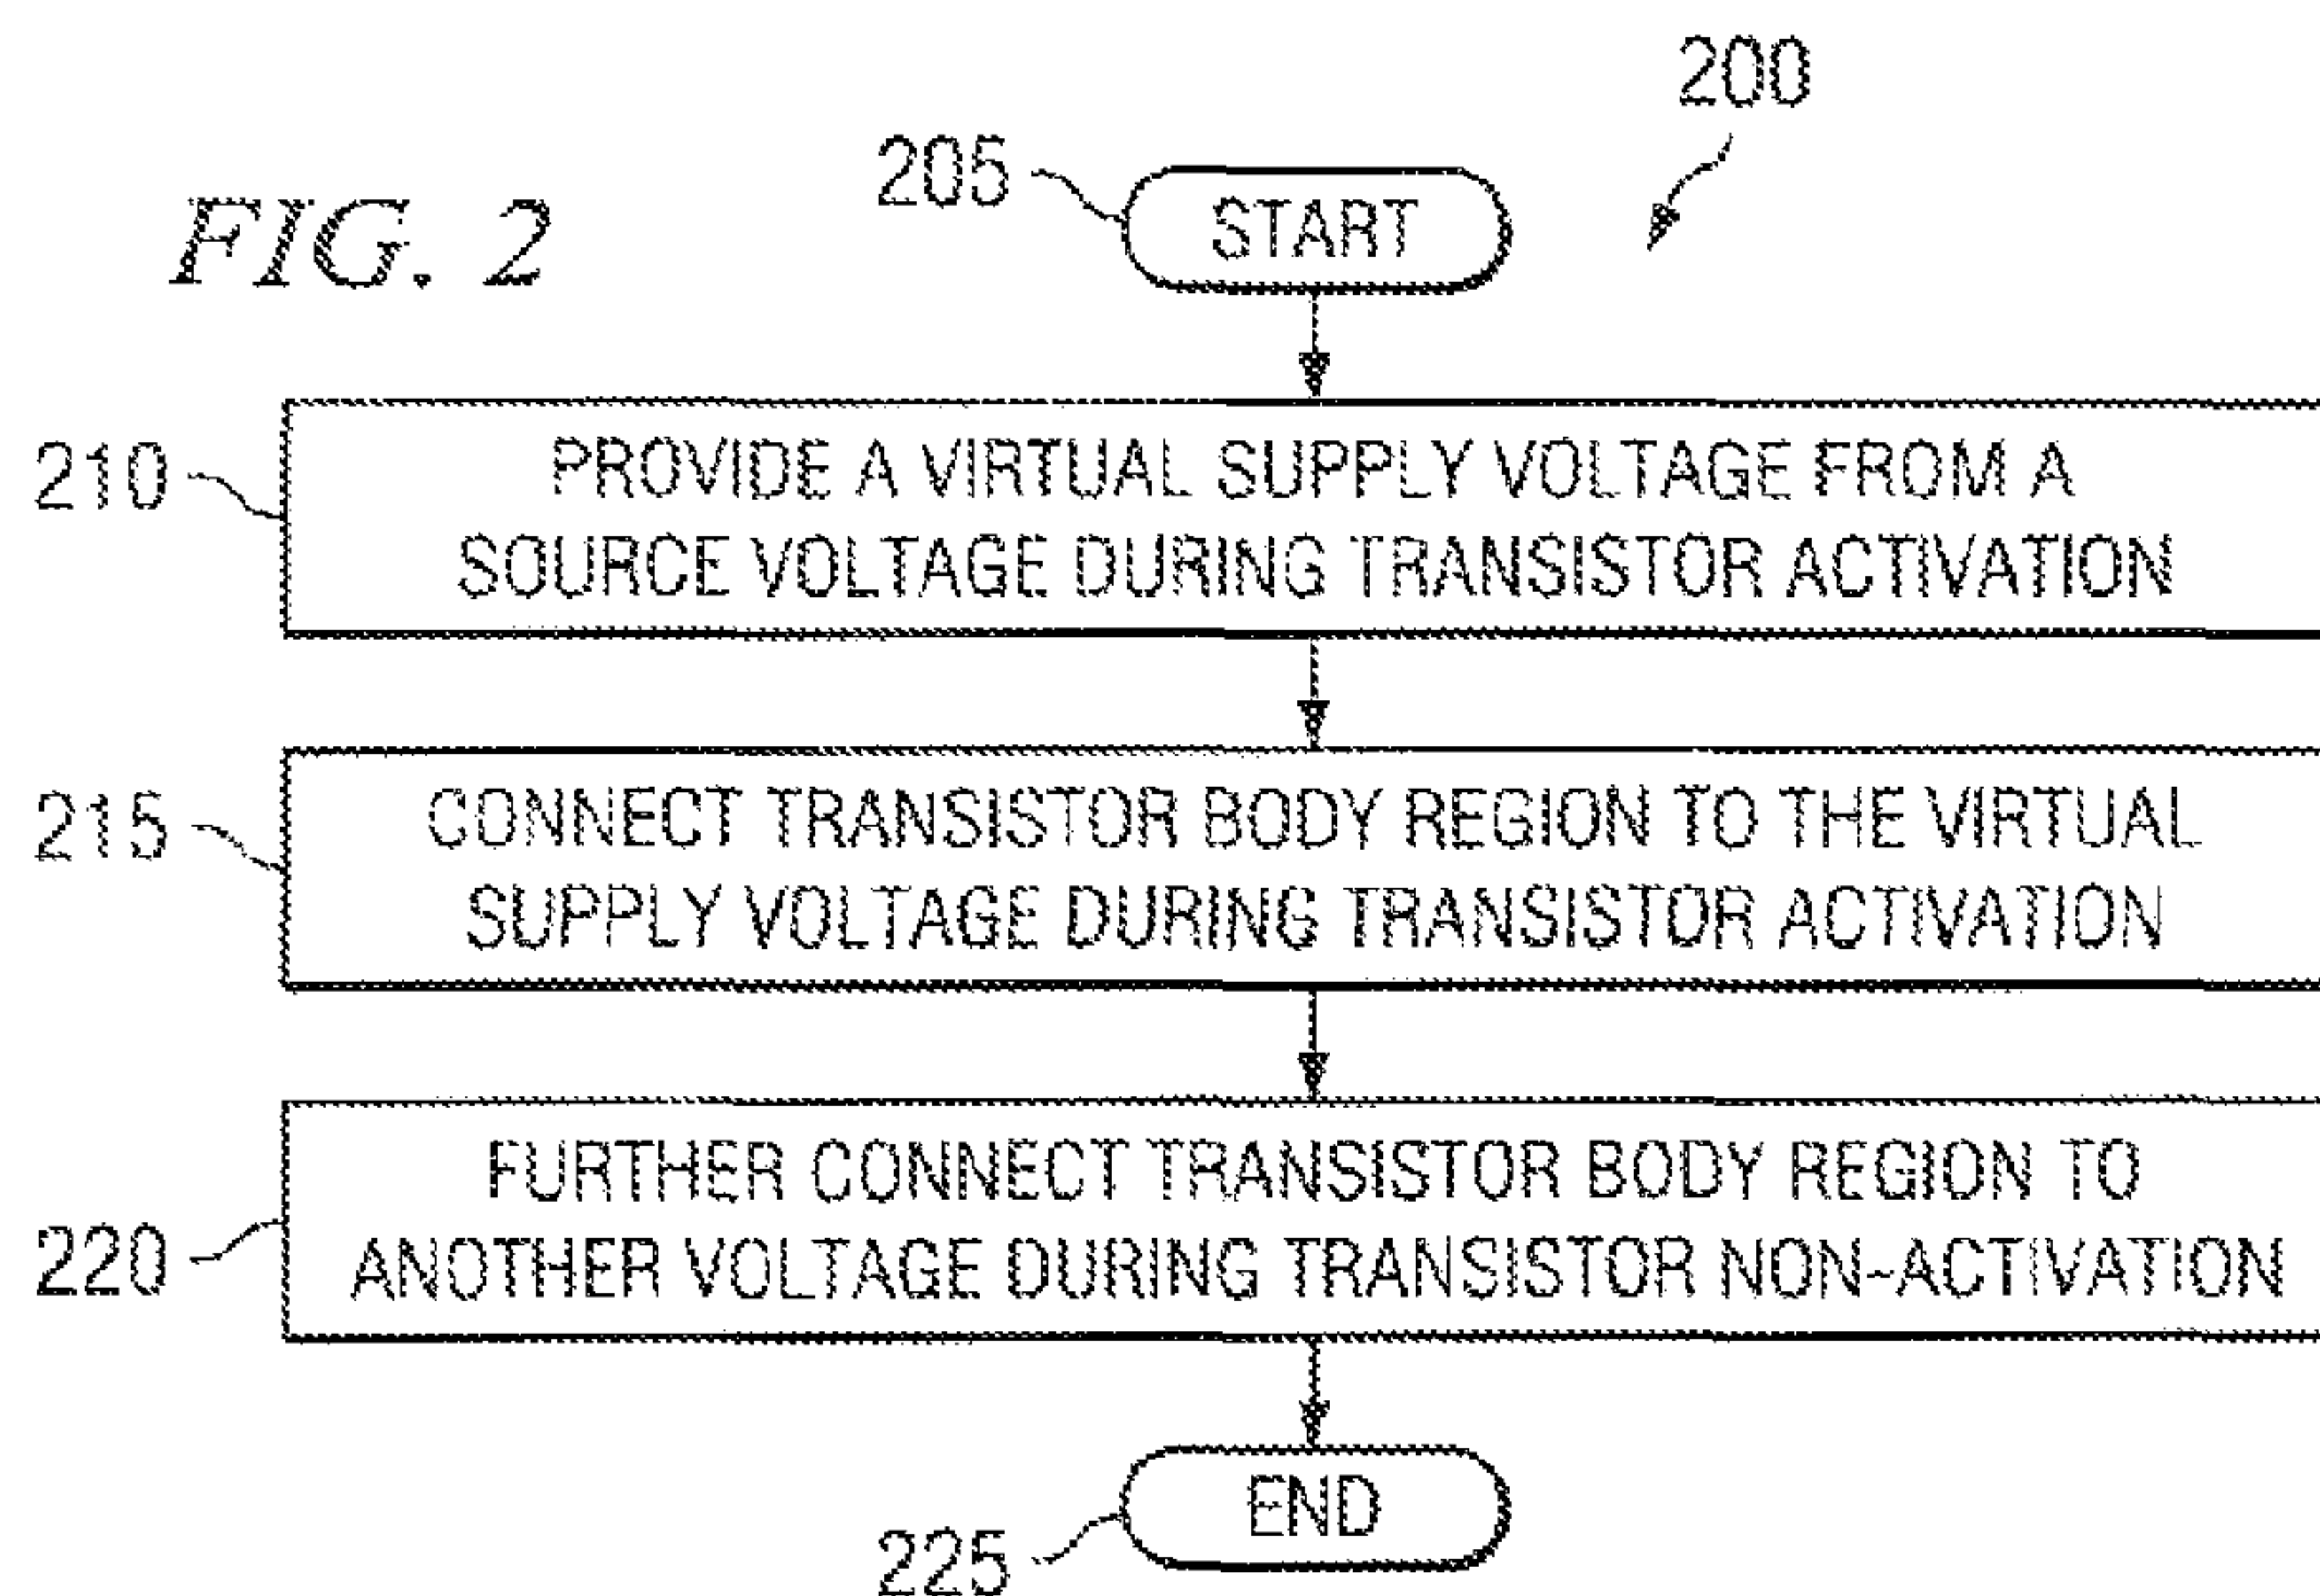 200
FIG. 2
205
START
210
PROVIDE A VIRTUAL SUPPLY VOLTAGE FROM A
SOURCE VOLTAGE DURING TRANSISTOR ACTIVATION
215
CONNECT TRANSISTOR BODY REGION TO THE VIRTUAL
SUPPLY VOLTAGE DURING TRANSISTOR ACTIVATION
220
FURTHER CONNECT TRANSISTOR BODY REGION TO
ANOTHER VOLTAGE DURING TRANSISTOR NON-ACTIVATION
END
225